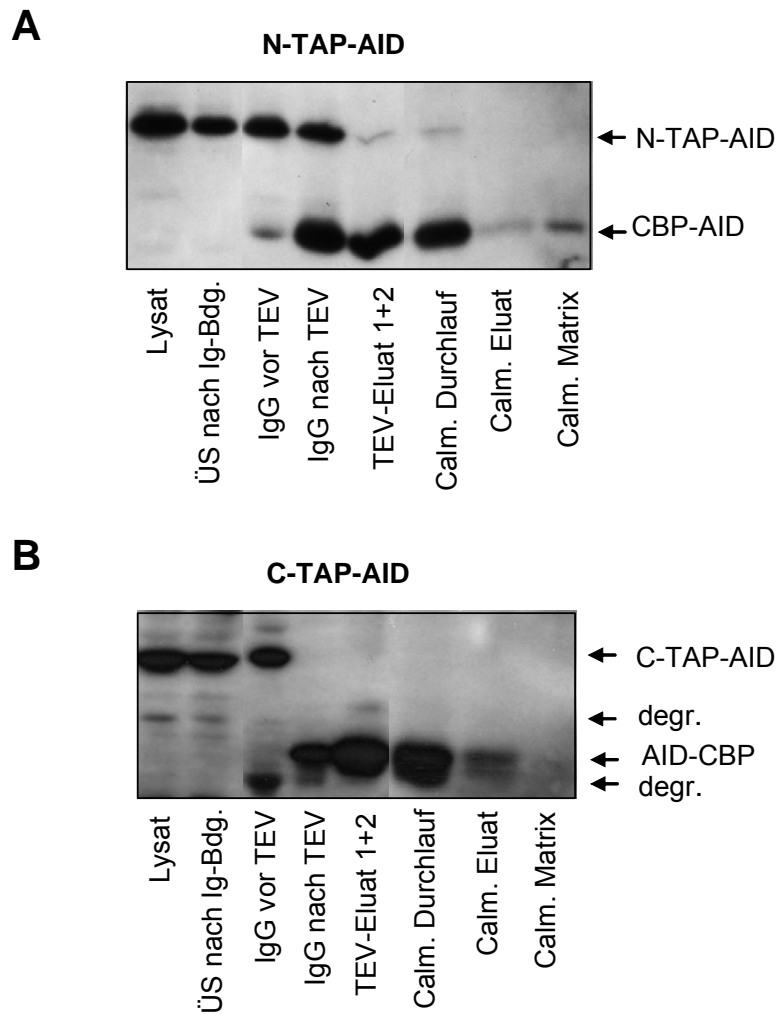 A
N-TAP-AID
N-TAP-AID
CBP-AID
Lysat
ÜS nach Ig-Bdg.
IgG vor TEV
IgG nach TEV
TEV-Eluat 1+2
Calm. Durchlauf
Calm. Eluat
Calm. Matrix
B
C-TAP-AID
C-TAP-AID
degr.
AID-CBP
degr.
Lysat
ÜS nach Ig-Bdg.
IgG vor TEV
IgG nach TEV
TEV-Eluat 1+2
Calm. Durchlauf
Calm. Eluat
Calm. Matrix